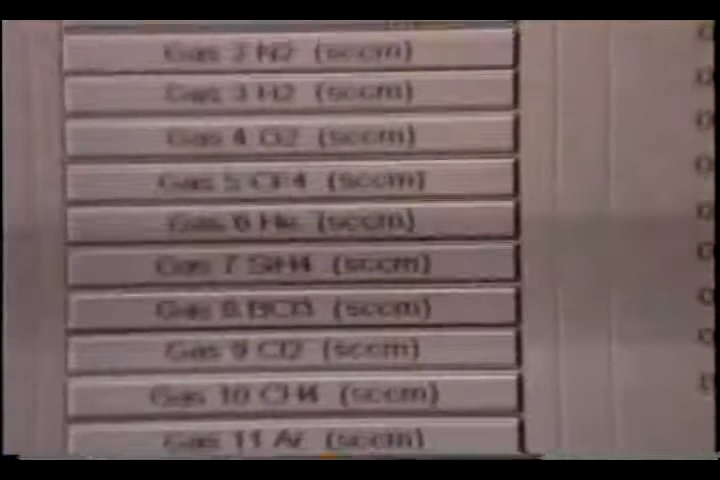 Gas 2 N2 (sccm)
Gas 3 H2 (sccm)
Gas 4 O2 (sccm)
Gas 5 CF4 (sccm)
Gas 6 He (sccm)
Gas 7 SiH4 (sccm)
Gas 8 BCl3 (sccm)
Gas 9 Cl2 (sccm)
Gas 10 CH4 (sccm)
Gas 11 Ar (sccm)